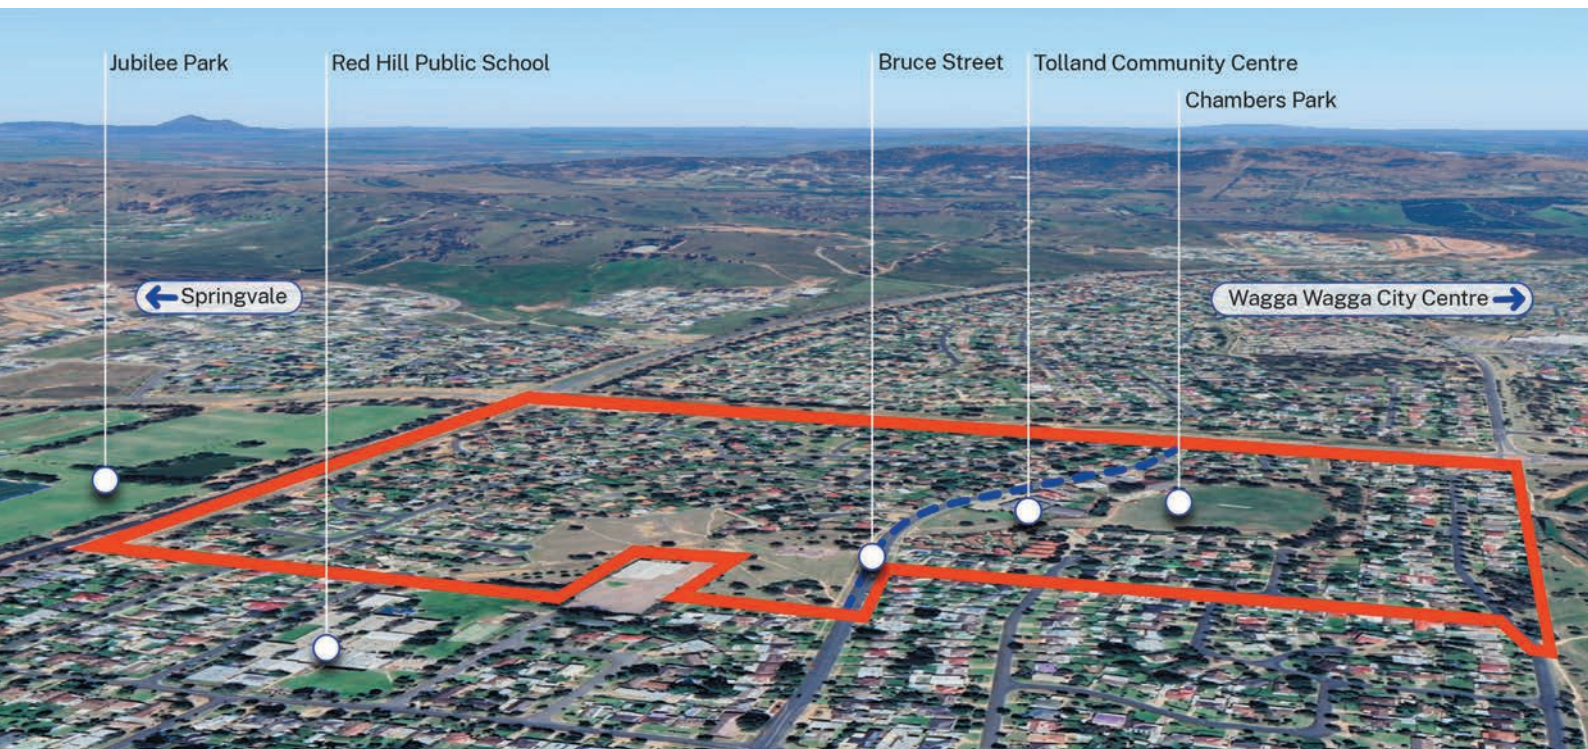 Jubilee Park
Red Hill Public School
Bruce Street
Tolland Community Centre
Chambers Park
Springvale
Wagga Wagga City Centre